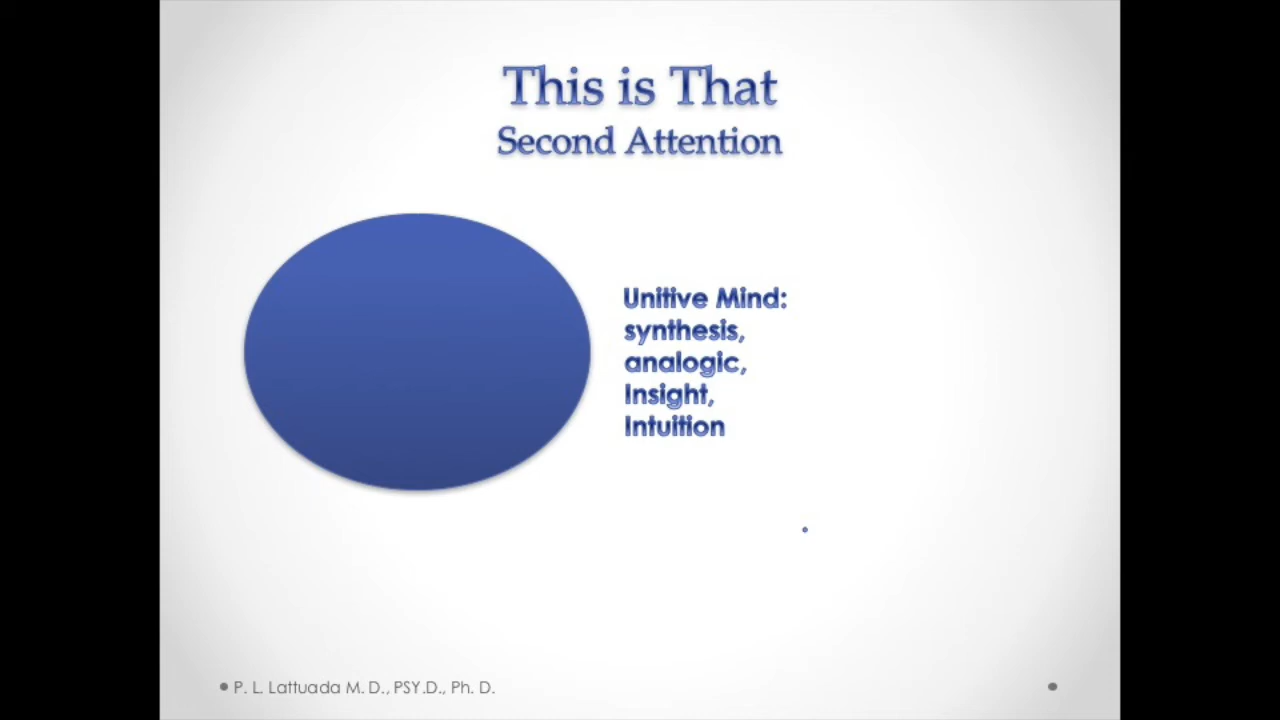 This is That
Second Attention
Unitive Mind:
synthesis,
analogic,
Insight,
Intuition
P. L. Lattuada M. D., PSY.D., Ph. D.